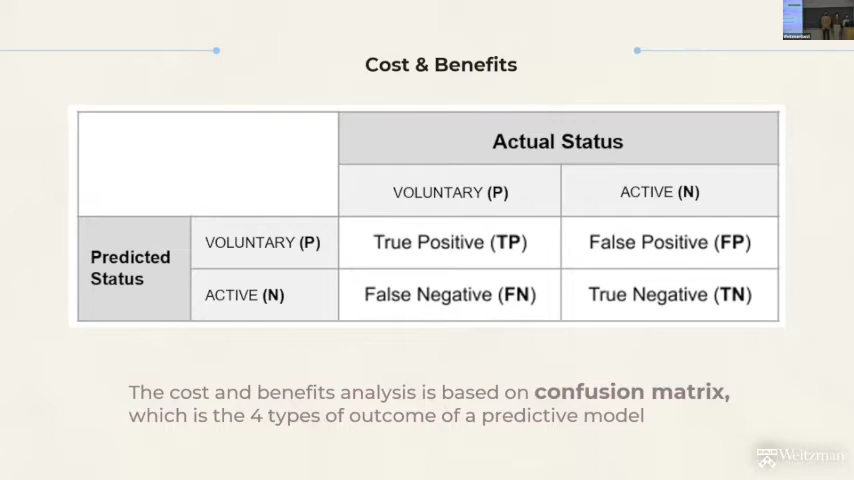 Cost & Benefits
Actual Status
VOLUNTARY (P)
ACTIVE (N)
Predicted
Status
VOLUNTARY (P)
True Positive (TP)
False Positive (FP)
ACTIVE (N)
False Negative (FN)
True Negative (TN)
The cost and benefits analysis is based on confusion matrix,
which is the 4 types of outcome of a predictive model
Weitzman